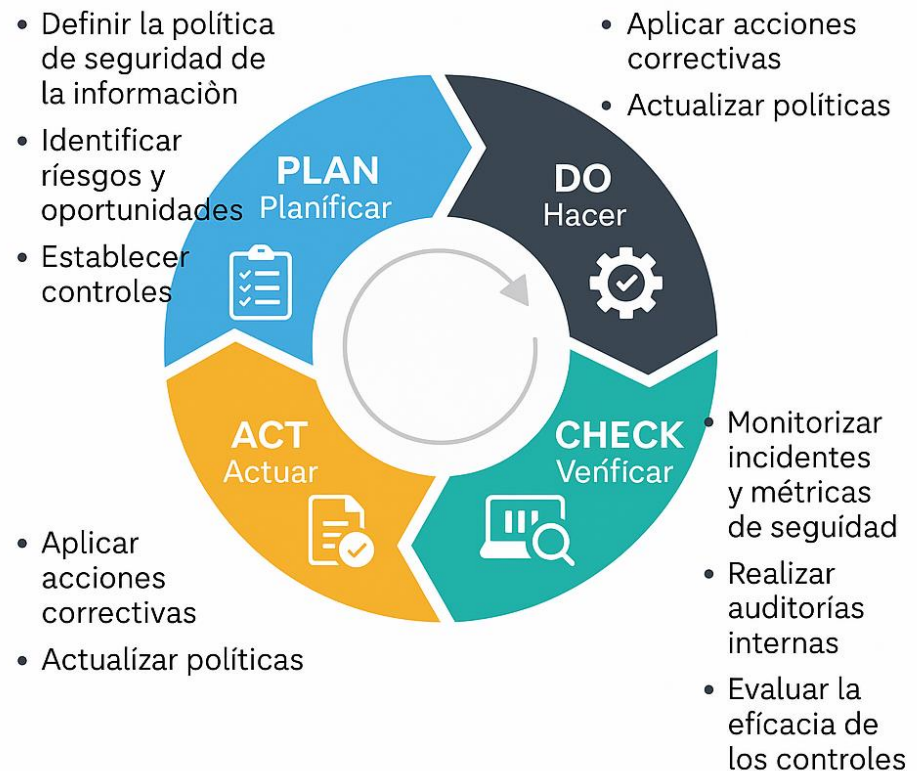 • Definir la política
de seguridad de
la informaciòn
• Identificar
ríesgos y
oportunidades
• Establecer
controles
PLAN
Planíficar
• Aplicar acciones
correctivas
• Actualizar políticas
DO
Hacer
CHECK
Veríficar
• Monitorizar
incidentes
y métricas
de seguídad
• Realizar
auditorías
internas
• Evaluar la
efícacia de
los controles
ACT
Actuar
• Aplicar
acciones
correctivas
• Actualízar políticas